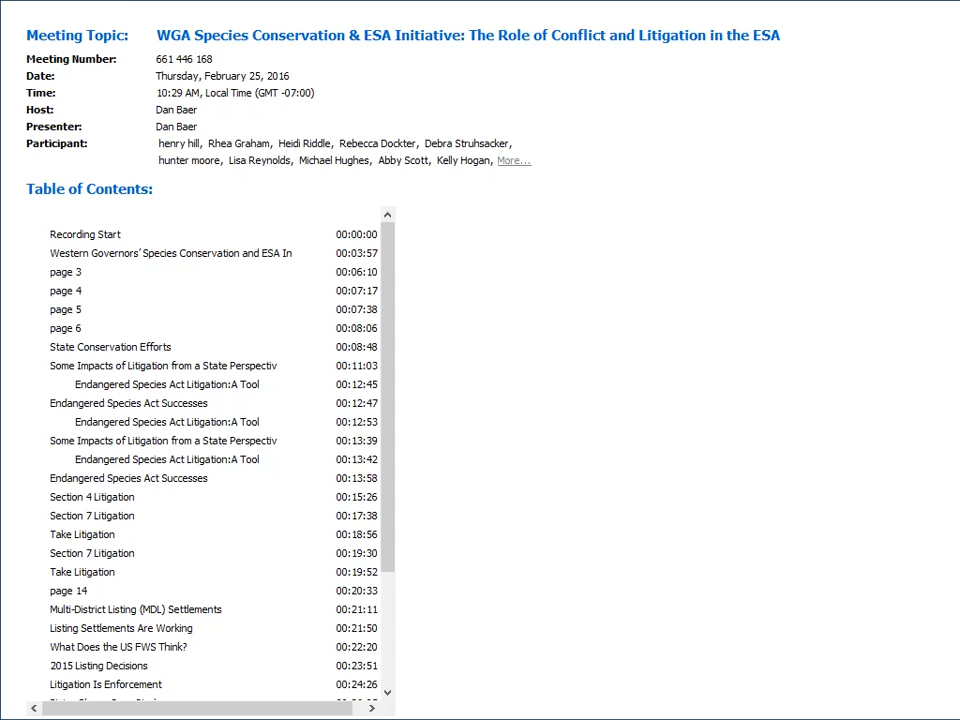 Meeting Topic: WGA Species Conservation & ESA Initiative: The Role of Conflict and Litigation in the ESA
Meeting Number: 661 446 168
Date: Thursday, February 25, 2016
Time: 10:29 AM, Local Time (GMT -07:00)
Host: Dan Baer
Presenter: Dan Baer
Participant: henry hill, Rhea Graham, Heidi Riddle, Rebecca Dockter, Debra Struhsacker,
hunter moore, Lisa Reynolds, Michael Hughes, Abby Scott, Kelly Hogan, More...
Table of Contents:
Recording Start 00:00:00
Western Governors’ Species Conservation and ESA In 00:03:57
page 3 00:06:10
page 4 00:07:17
page 5 00:07:38
page 6 00:08:06
State Conservation Efforts 00:08:48
Some Impacts of Litigation from a State Perspectiv 00:11:03
Endangered Species Act Litigation:A Tool 00:12:45
Endangered Species Act Successes 00:12:47
Endangered Species Act Litigation:A Tool 00:12:53
Some Impacts of Litigation from a State Perspectiv 00:13:39
Endangered Species Act Litigation:A Tool 00:13:42
Endangered Species Act Successes 00:13:58
Section 4 Litigation 00:15:26
Section 7 Litigation 00:17:38
Take Litigation 00:18:56
Section 7 Litigation 00:19:30
Take Litigation 00:19:52
page 14 00:20:33
Multi-District Listing (MDL) Settlements 00:21:11
Listing Settlements Are Working 00:21:50
What Does the US FWS Think? 00:22:20
2015 Listing Decisions 00:23:51
Litigation Is Enforcement 00:24:26